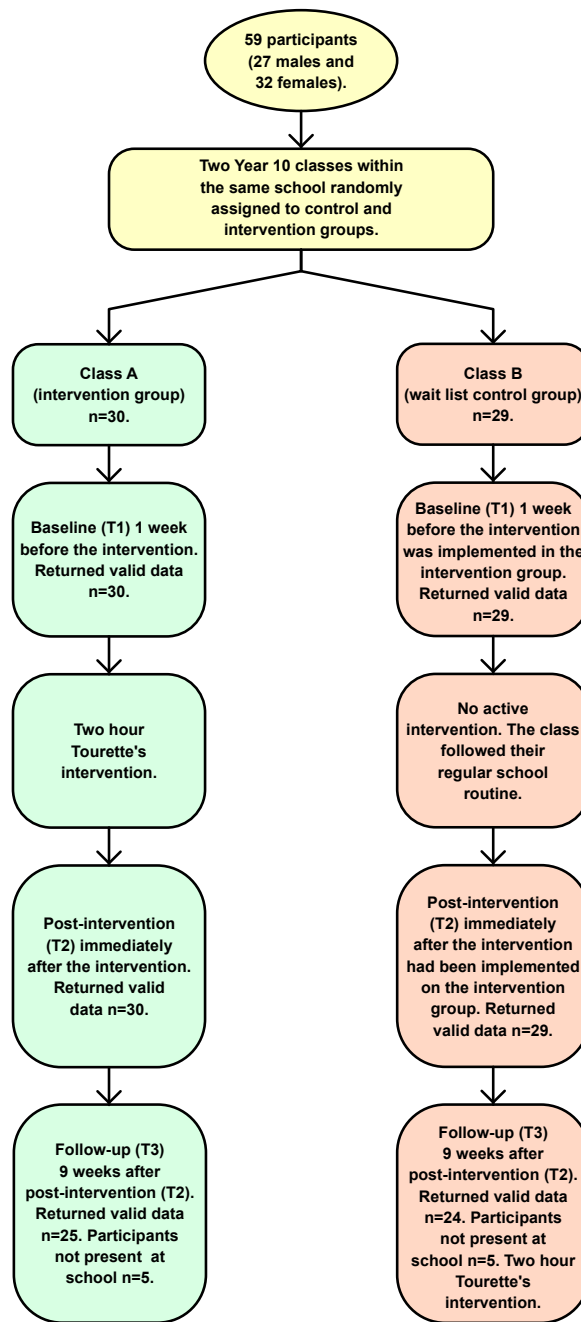 59 participants
(27 males and
32 females).
Two Year 10 classes within
the same school randomly
assigned to control and
intervention groups.
Class A
(intervention group)
n=30.
Class B
(wait list control group)
n=29.
Baseline (T1) 1 week
before the intervention.
Returned valid data
n=30.
Baseline (T1) 1 week
before the intervention
was implemented in the
intervention group.
Returned valid data
n=29.
Two hour
Tourette's
intervention.
No active
intervention. The class
followed their
regular school
routine.
Post-intervention
(T2) immediately
after the intervention.
Returned valid
data n=30.
Post-intervention
(T2) immediately
after the intervention
had been implemented
on the intervention
group. Returned
valid data n=29.
Follow-up (T3)
9 weeks after
post-intervention (T2).
Returned valid data
n=25. Participants
not present at
school n=5.
Follow-up (T3)
9 weeks after
post-intervention (T2).
Returned valid data
n=24. Participants
not present at
school n=5. Two hour
Tourette's
intervention.